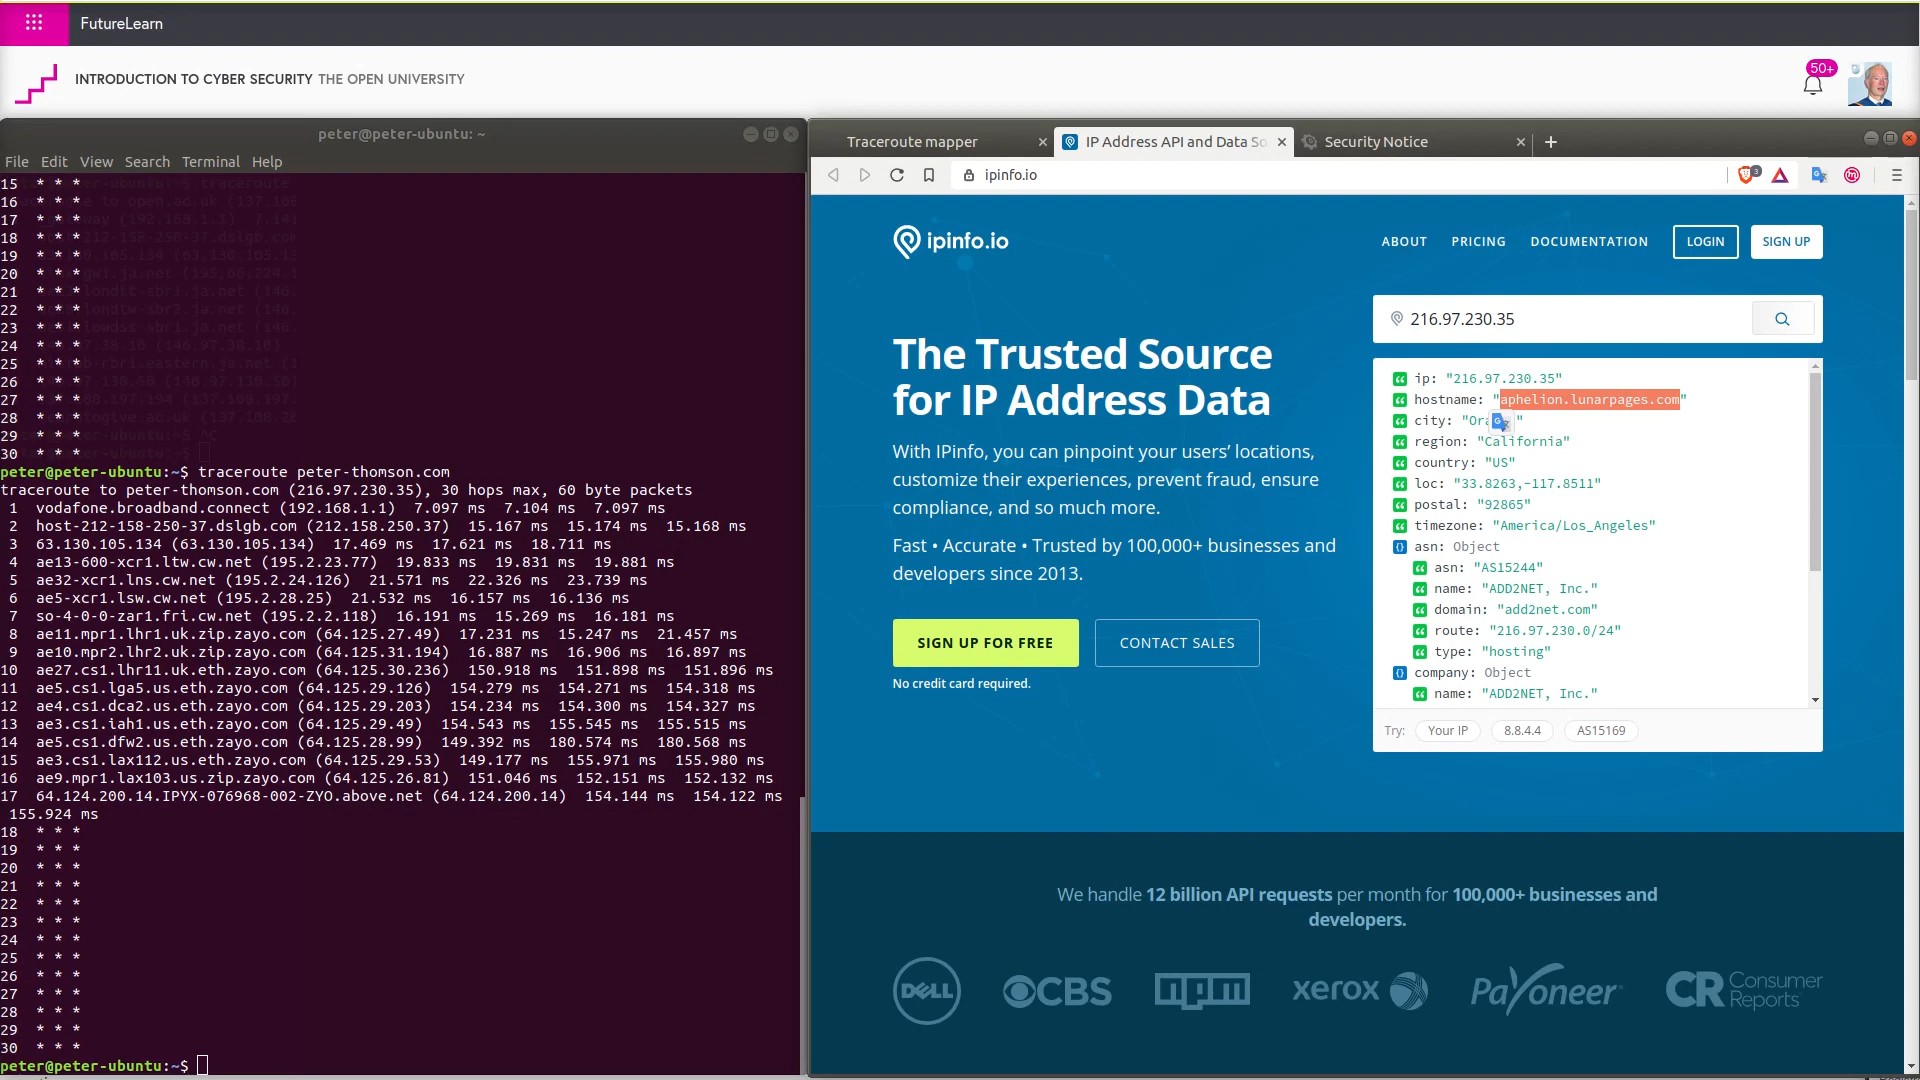 FutureLearn
INTRODUCTION TO CYBER SECURITY THE OPEN UNIVERSITY
50+
peter@peter-ubuntu: ~
File Edit View Search Terminal Help
15 * * *
16 * * *
17 * * *
18 * * *
19 * * *
20 * * *
21 * * *
22 * * *
23 * * *
24 * * *
25 * * *
26 * * *
27 * * *
28 * * *
29 * * *
30 * * *
peter@peter-ubuntu:~$ traceroute peter-thomson.com
traceroute to peter-thomson.com (216.97.230.35), 30 hops max, 60 byte packets
1 vodafone.broadband.connect (192.168.1.1) 7.097 ms 7.104 ms 7.097 ms
2 host-212-158-250-37.dslgb.com (212.158.250.37) 15.167 ms 15.174 ms 15.168 ms
3 63.130.105.134 (63.130.105.134) 17.469 ms 17.621 ms 18.711 ms
4 ae13-600-xcr1.ltw.cw.net (195.2.23.77) 19.833 ms 19.831 ms 19.881 ms
5 ae32-xcr1.lns.cw.net (195.2.24.126) 21.571 ms 22.326 ms 23.739 ms
6 ae5-xcr1.lsw.cw.net (195.2.28.25) 21.532 ms 16.157 ms 16.136 ms
7 so-4-0-0-zar1.fri.cw.net (195.2.2.118) 16.191 ms 15.269 ms 16.181 ms
8 ae11.mpr1.lhr1.uk.zip.zayo.com (64.125.27.49) 17.231 ms 15.247 ms 21.457 ms
9 ae10.mpr2.lhr2.uk.zip.zayo.com (64.125.31.194) 16.887 ms 16.906 ms 16.897 ms
10 ae27.cs1.lhr11.uk.eth.zayo.com (64.125.30.236) 150.918 ms 151.898 ms 151.896 ms
11 ae5.cs1.lga5.us.eth.zayo.com (64.125.29.126) 154.279 ms 154.271 ms 154.318 ms
12 ae4.cs1.dca2.us.eth.zayo.com (64.125.29.203) 154.234 ms 154.300 ms 154.327 ms
13 ae3.cs1.iah1.us.eth.zayo.com (64.125.29.49) 154.543 ms 155.545 ms 155.515 ms
14 ae5.cs1.dfw2.us.eth.zayo.com (64.125.28.99) 149.392 ms 180.574 ms 180.568 ms
15 ae3.cs1.lax112.us.eth.zayo.com (64.125.29.53) 149.177 ms 155.971 ms 155.980 ms
16 ae9.mpr1.lax103.us.zip.zayo.com (64.125.26.81) 151.046 ms 152.151 ms 152.132 ms
17 64.124.200.14.IPYX-076968-002-ZYO.above.net (64.124.200.14) 154.144 ms 154.122 ms
155.924 ms
18 * * *
19 * * *
20 * * *
21 * * *
22 * * *
23 * * *
24 * * *
25 * * *
26 * * *
27 * * *
28 * * *
29 * * *
30 * * *
peter@peter-ubuntu:~$
Traceroute mapper
IP Address API and Data So
Security Notice
ipinfo.io
3
ipinfo.io
ABOUT PRICING DOCUMENTATION LOGIN SIGN UP
The Trusted Source
for IP Address Data
With IPinfo, you can pinpoint your users' locations,
customize their experiences, prevent fraud, ensure
compliance, and so much more.
Fast • Accurate • Trusted by 100,000+ businesses and
developers since 2013.
SIGN UP FOR FREE
CONTACT SALES
No credit card required.
216.97.230.35
ip: "216.97.230.35"
hostname: "aphelion.lunarpages.com"
city: "Ora
region: "California"
country: "US"
loc: "33.8263,-117.8511"
postal: "92865"
timezone: "America/Los_Angeles"
asn: Object
asn: "AS15244"
name: "ADD2NET, Inc."
domain: "add2net.com"
route: "216.97.230.0/24"
type: "hosting"
company: Object
name: "ADD2NET, Inc."
Try: Your IP 8.8.4.4 AS15169
We handle 12 billion API requests per month for 100,000+ businesses and
developers.
DELL
CBS
npm
xerox
Payoneer
CR Consumer
Reports